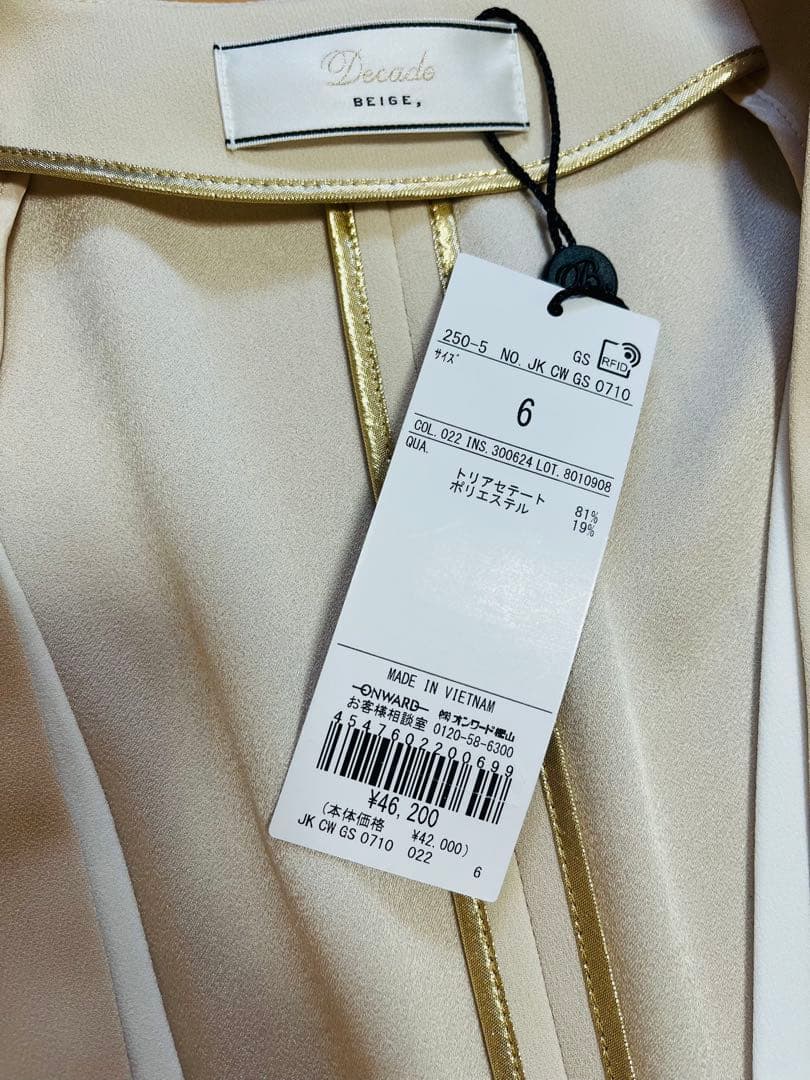 Decade
BEIGE,
B
250-5 NO. JK CW GS 0710
GS RFID
サイズ
6
COL. 022 INS. 300624 LOT. 8010908
QUA.
トリアセテート 81%
ポリエステル 19%
MADE IN VIETNAM
ONWARD ㈱オンワード樫山
お客様相談室 0120-58-6300
4547602200699
¥46,200
(本体価格 ¥42,000)
JK CW GS 0710 022 6